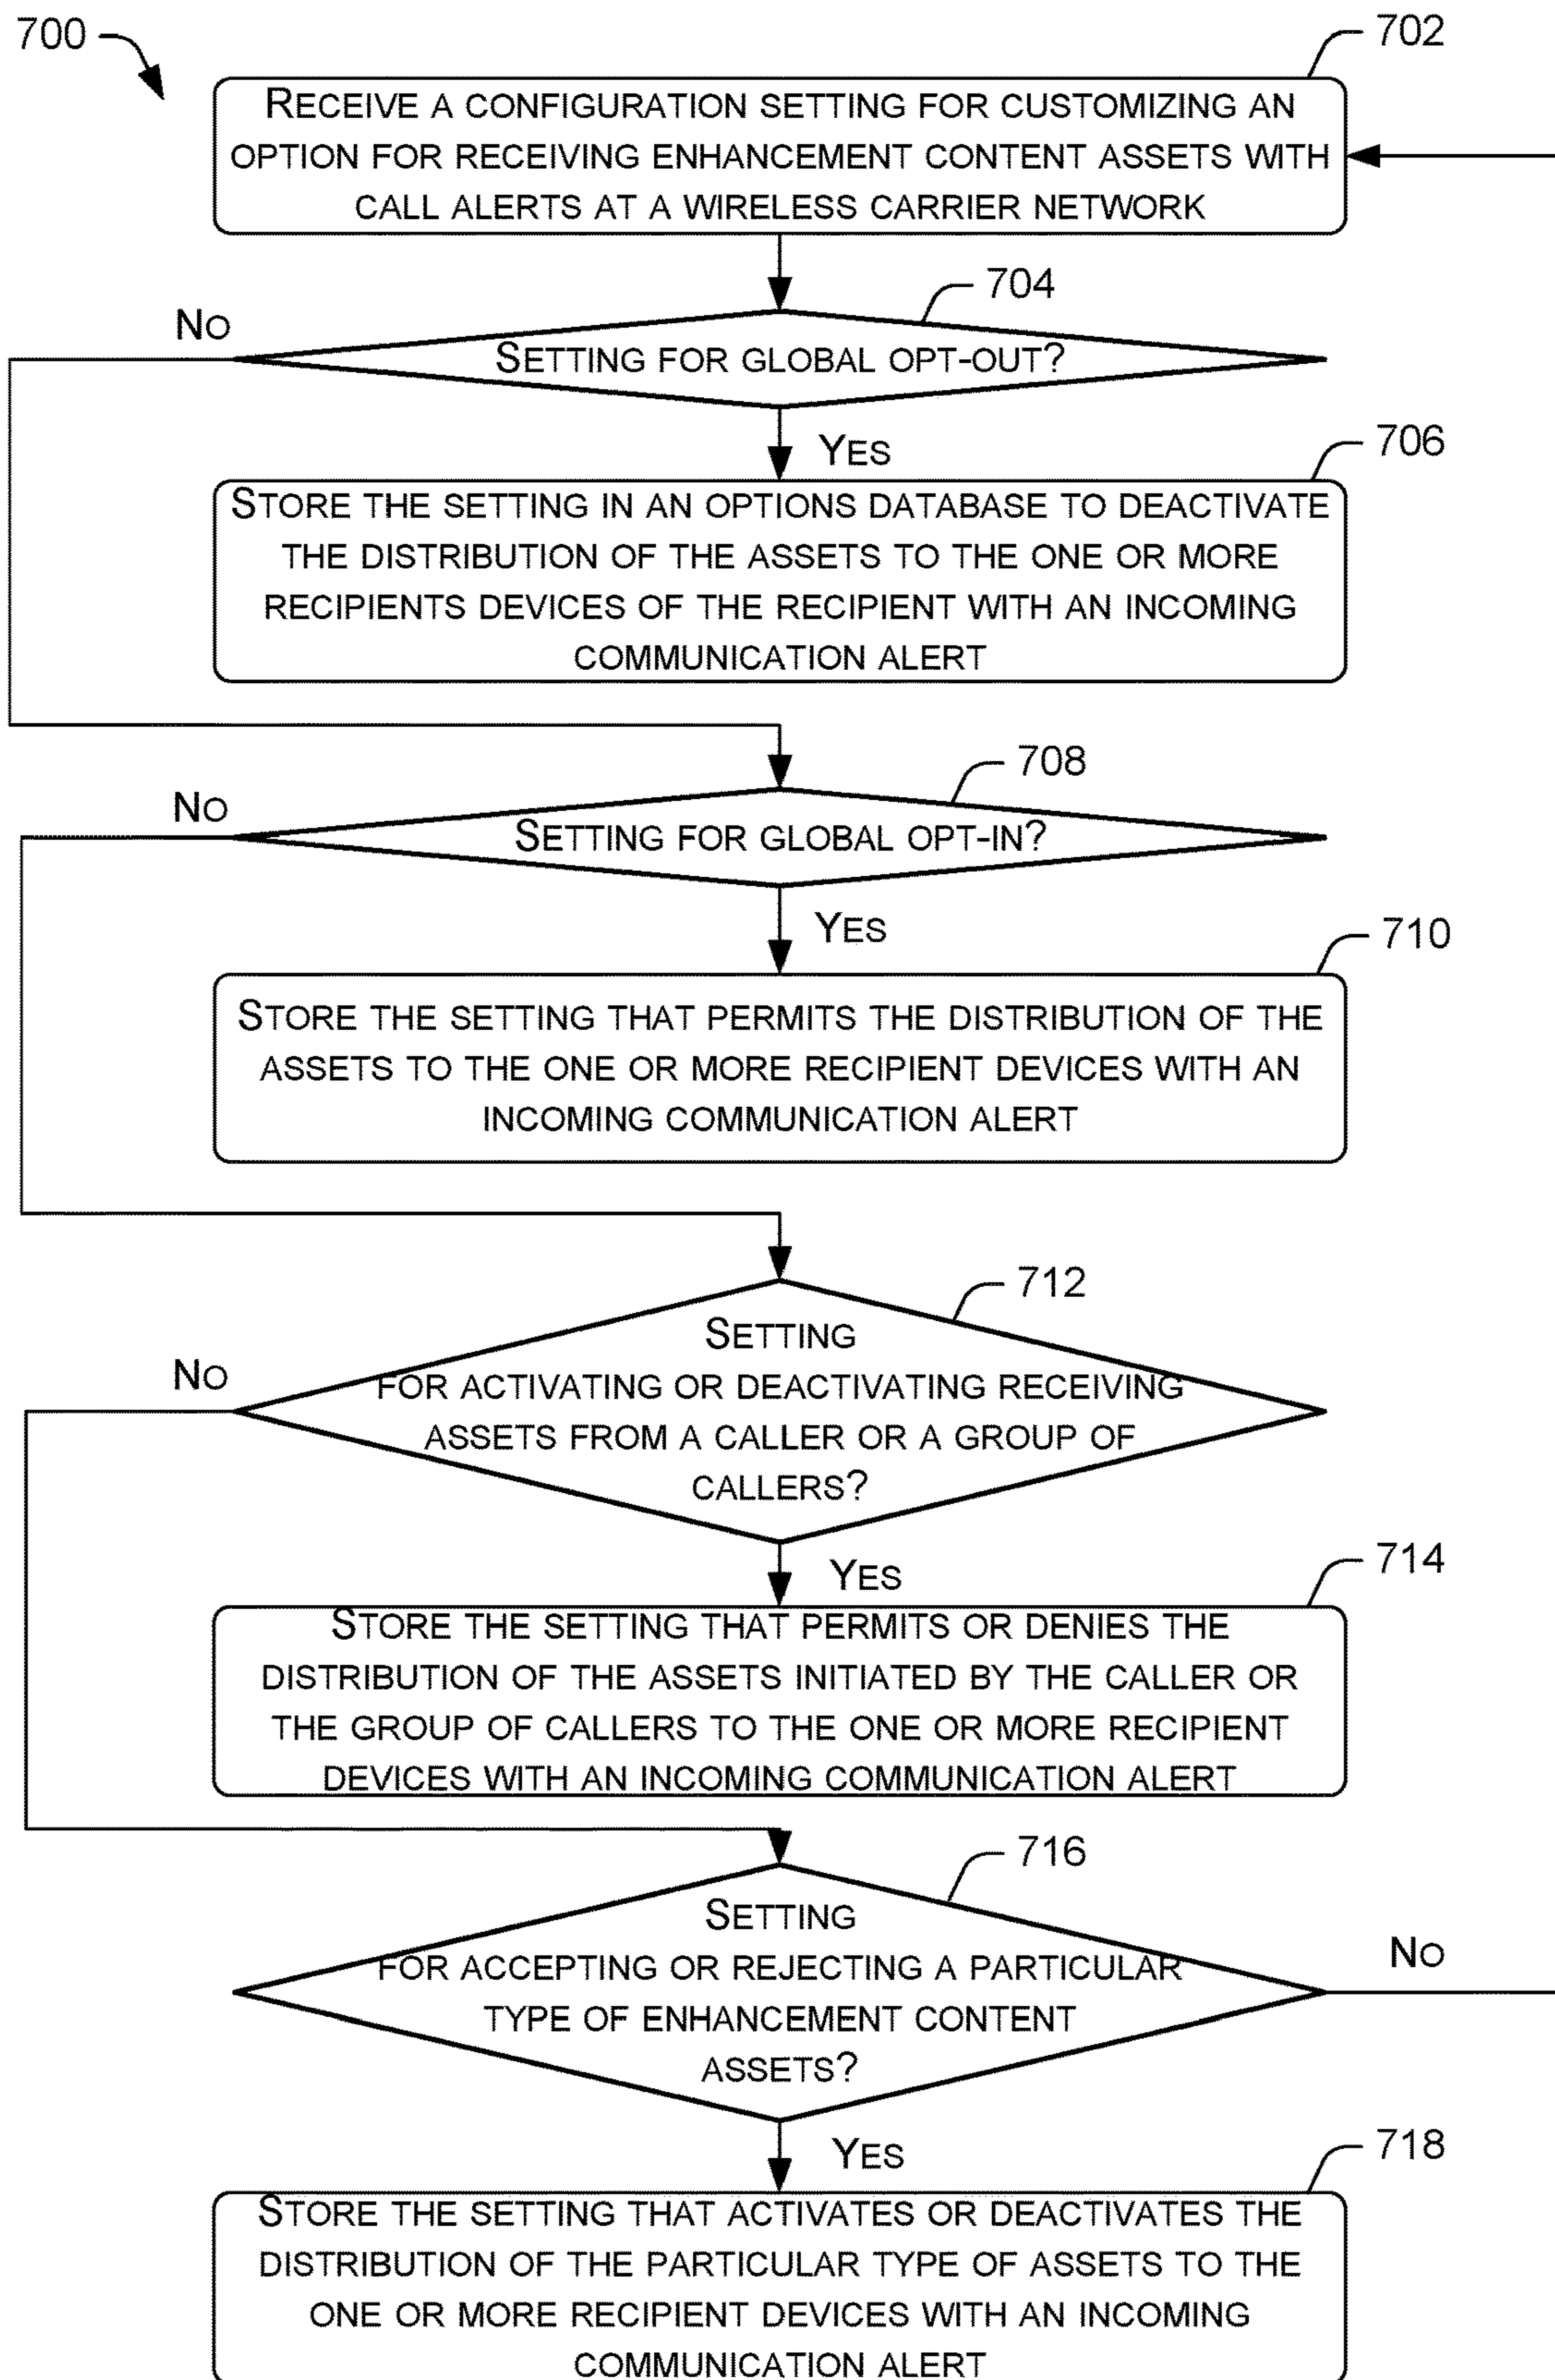 700
702
RECEIVE A CONFIGURATION SETTING FOR CUSTOMIZING AN
OPTION FOR RECEIVING ENHANCEMENT CONTENT ASSETS WITH
CALL ALERTS AT A WIRELESS CARRIER NETWORK
704
NO
SETTING FOR GLOBAL OPT-OUT?
YES
706
STORE THE SETTING IN AN OPTIONS DATABASE TO DEACTIVATE
THE DISTRIBUTION OF THE ASSETS TO THE ONE OR MORE
RECIPIENTS DEVICES OF THE RECIPIENT WITH AN INCOMING
COMMUNICATION ALERT
708
NO
SETTING FOR GLOBAL OPT-IN?
YES
710
STORE THE SETTING THAT PERMITS THE DISTRIBUTION OF THE
ASSETS TO THE ONE OR MORE RECIPIENT DEVICES WITH AN
INCOMING COMMUNICATION ALERT
712
NO
SETTING
FOR ACTIVATING OR DEACTIVATING RECEIVING
ASSETS FROM A CALLER OR A GROUP OF
CALLERS?
YES
714
STORE THE SETTING THAT PERMITS OR DENIES THE
DISTRIBUTION OF THE ASSETS INITIATED BY THE CALLER OR
THE GROUP OF CALLERS TO THE ONE OR MORE RECIPIENT
DEVICES WITH AN INCOMING COMMUNICATION ALERT
716
SETTING
FOR ACCEPTING OR REJECTING A PARTICULAR
TYPE OF ENHANCEMENT CONTENT
ASSETS?
NO
YES
718
STORE THE SETTING THAT ACTIVATES OR DEACTIVATES THE
DISTRIBUTION OF THE PARTICULAR TYPE OF ASSETS TO THE
ONE OR MORE RECIPIENT DEVICES WITH AN INCOMING
COMMUNICATION ALERT